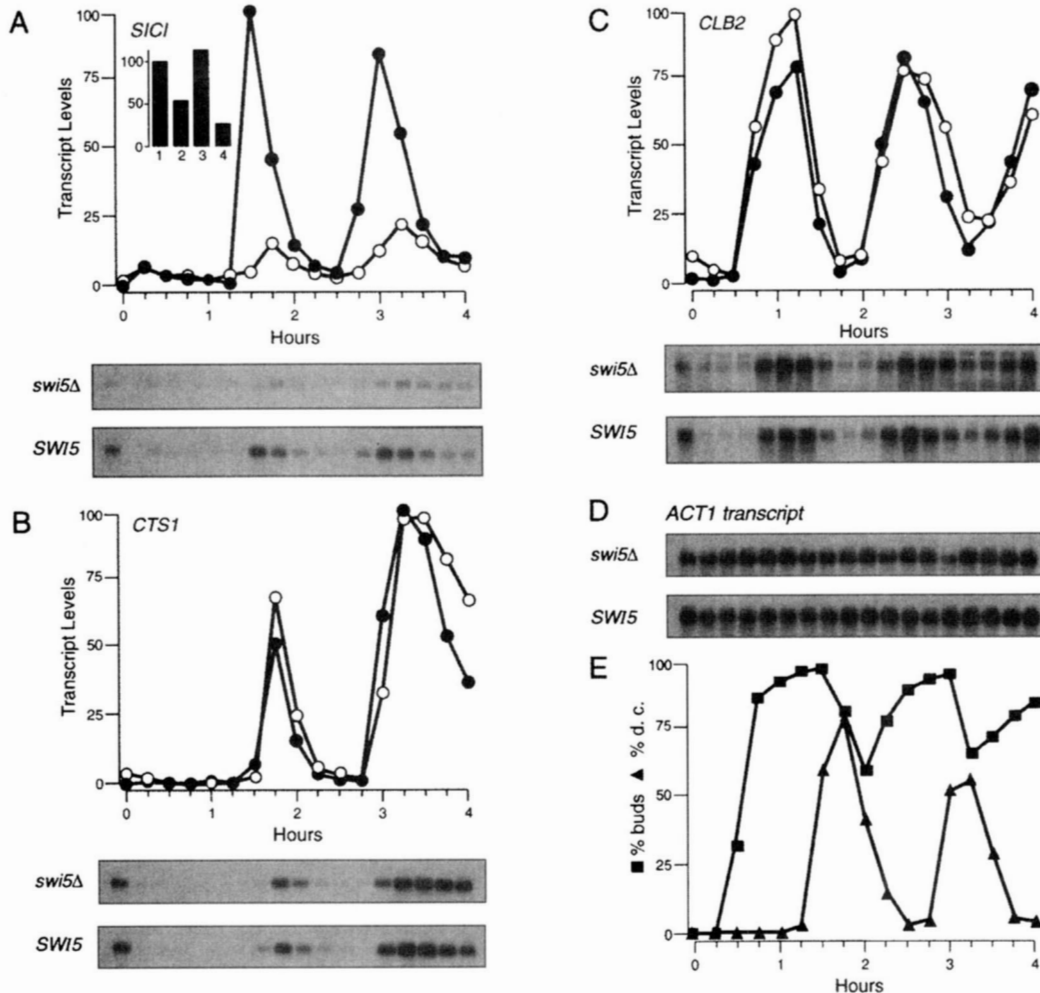 A
SICI
100
75
50
25
0
Transcript Levels
100
50
0
1 2 3 4
0 1 2 3 4
Hours
swi5Δ
SWI5
B
CTS1
100
75
50
25
0
Transcript Levels
0 1 2 3 4
Hours
swi5Δ
SWI5
C
CLB2
100
75
50
25
0
Transcript Levels
0 1 2 3 4
Hours
swi5Δ
SWI5
D
ACT1 transcript
swi5Δ
SWI5
E
100
75
50
25
0
■ % buds ▲ % d. c.
0 1 2 3 4
Hours